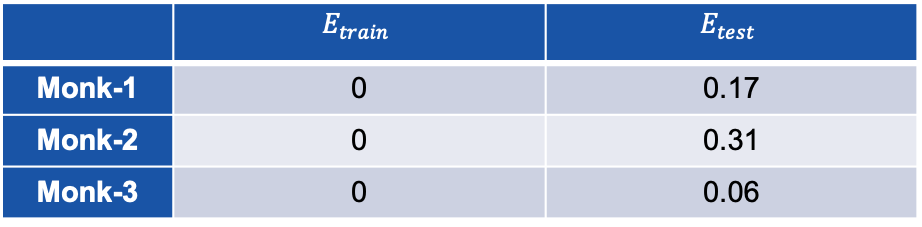 E_train E_test
Monk-1 0 0.17
Monk-2 0 0.31
Monk-3 0 0.06